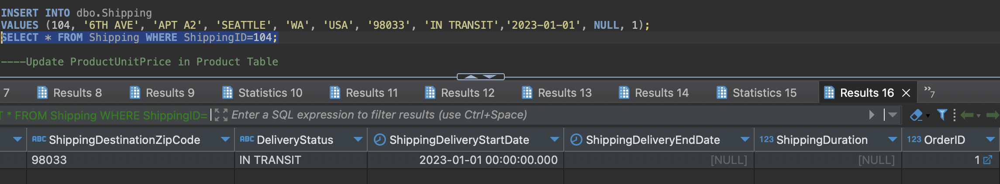 INSERT INTO dbo.Shipping
VALUES (104, '6TH AVE', 'APT A2', 'SEATTLE', 'WA', 'USA', '98033', 'IN TRANSIT','2023-01-01', NULL, 1);
SELECT * FROM Shipping WHERE ShippingID=104;
----Update ProductUnitPrice in Product Table
7 Results 8 Results 9 Statistics 10 Results 11 Results 12 Results 13 Results 14 Statistics 15 Results 16 »7
T * FROM Shipping WHERE ShippingID= Enter a SQL expression to filter results (use Ctrl+Space)
ABC ShippingDestinationZipCode ABC DeliveryStatus ShippingDeliveryStartDate ShippingDeliveryEndDate 123 ShippingDuration 123 OrderID
98033 IN TRANSIT 2023-01-01 00:00:00.000 [NULL] [NULL] 1